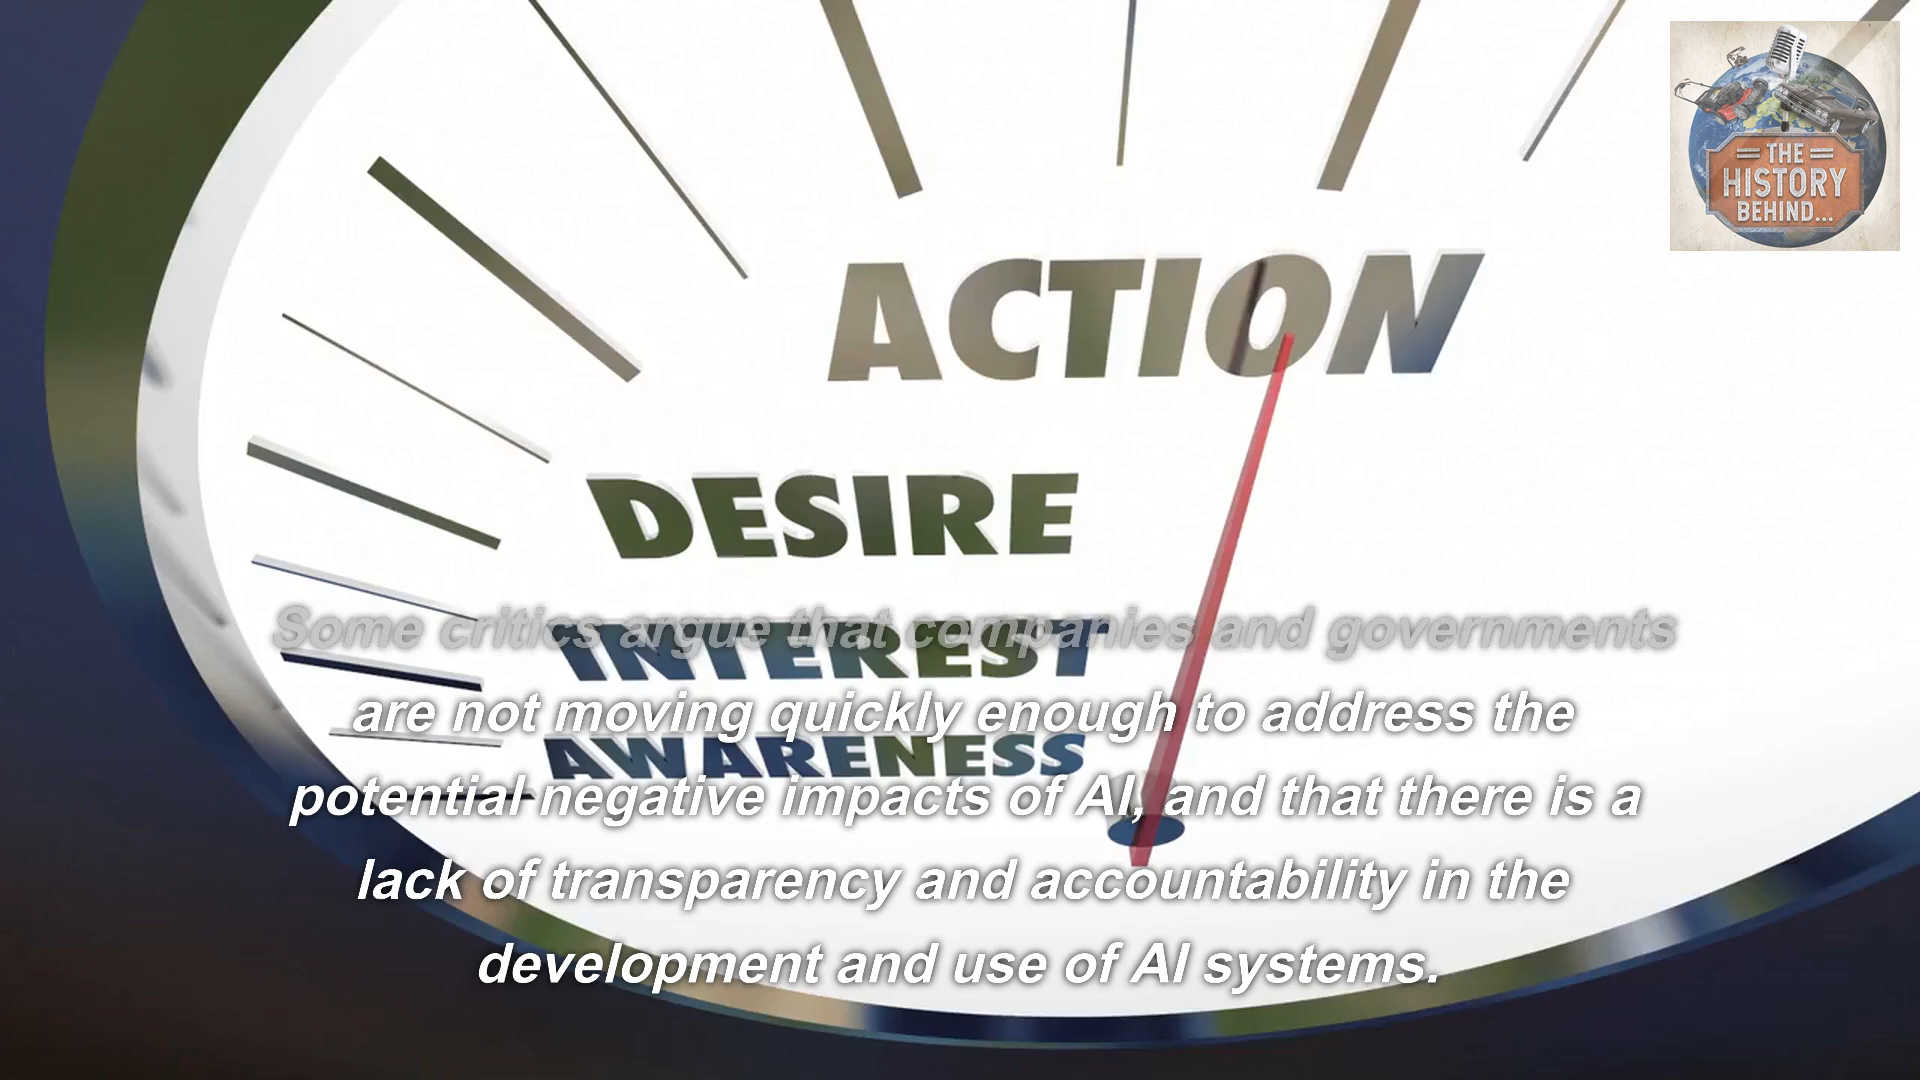 THE
HISTORY
BEHIND...
ACTION
DESIRE
INTEREST
AWARENESS
Some critics argue that companies and governments
are not moving quickly enough to address the
potential negative impacts of AI, and that there is a
lack of transparency and accountability in the
development and use of AI systems.